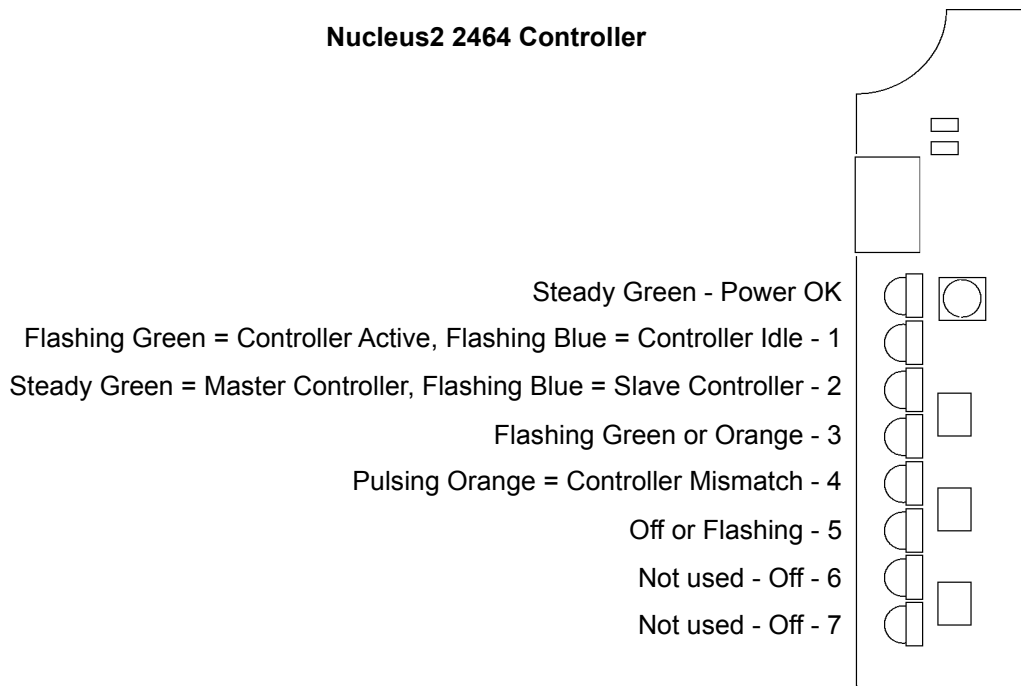 Nucleus2 2464 Controller
Steady Green - Power OK
Flashing Green = Controller Active, Flashing Blue = Controller Idle - 1
Steady Green = Master Controller, Flashing Blue = Slave Controller - 2
Flashing Green or Orange - 3
Pulsing Orange = Controller Mismatch - 4
Off or Flashing - 5
Not used - Off - 6
Not used - Off - 7